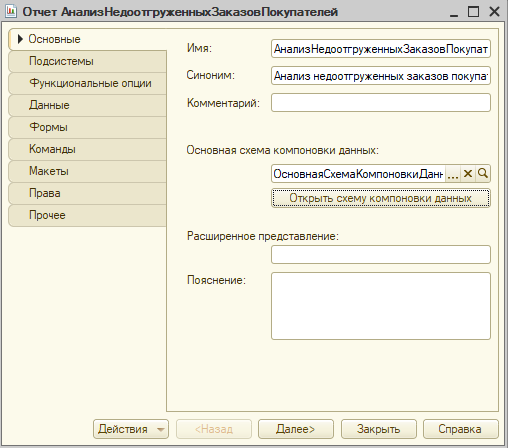 Отчет АнализНедоотгруженныхЗаказовПокупателей
Основные
Подсистемы
Функциональные опции
Данные
Формы
Команды
Макеты
Права
Прочее
Имя: АнализНедоотгруженныхЗаказовПокупат
Синоним: Анализ недоотгруженных заказов покупат
Комментарий:
Основная схема компоновки данных:
ОсновнаяСхемаКомпоновкиДанн ...
Открыть схему компоновки данных
Расширенное представление:
Пояснение:
Действия <Назад Далее> Закрыть Справка